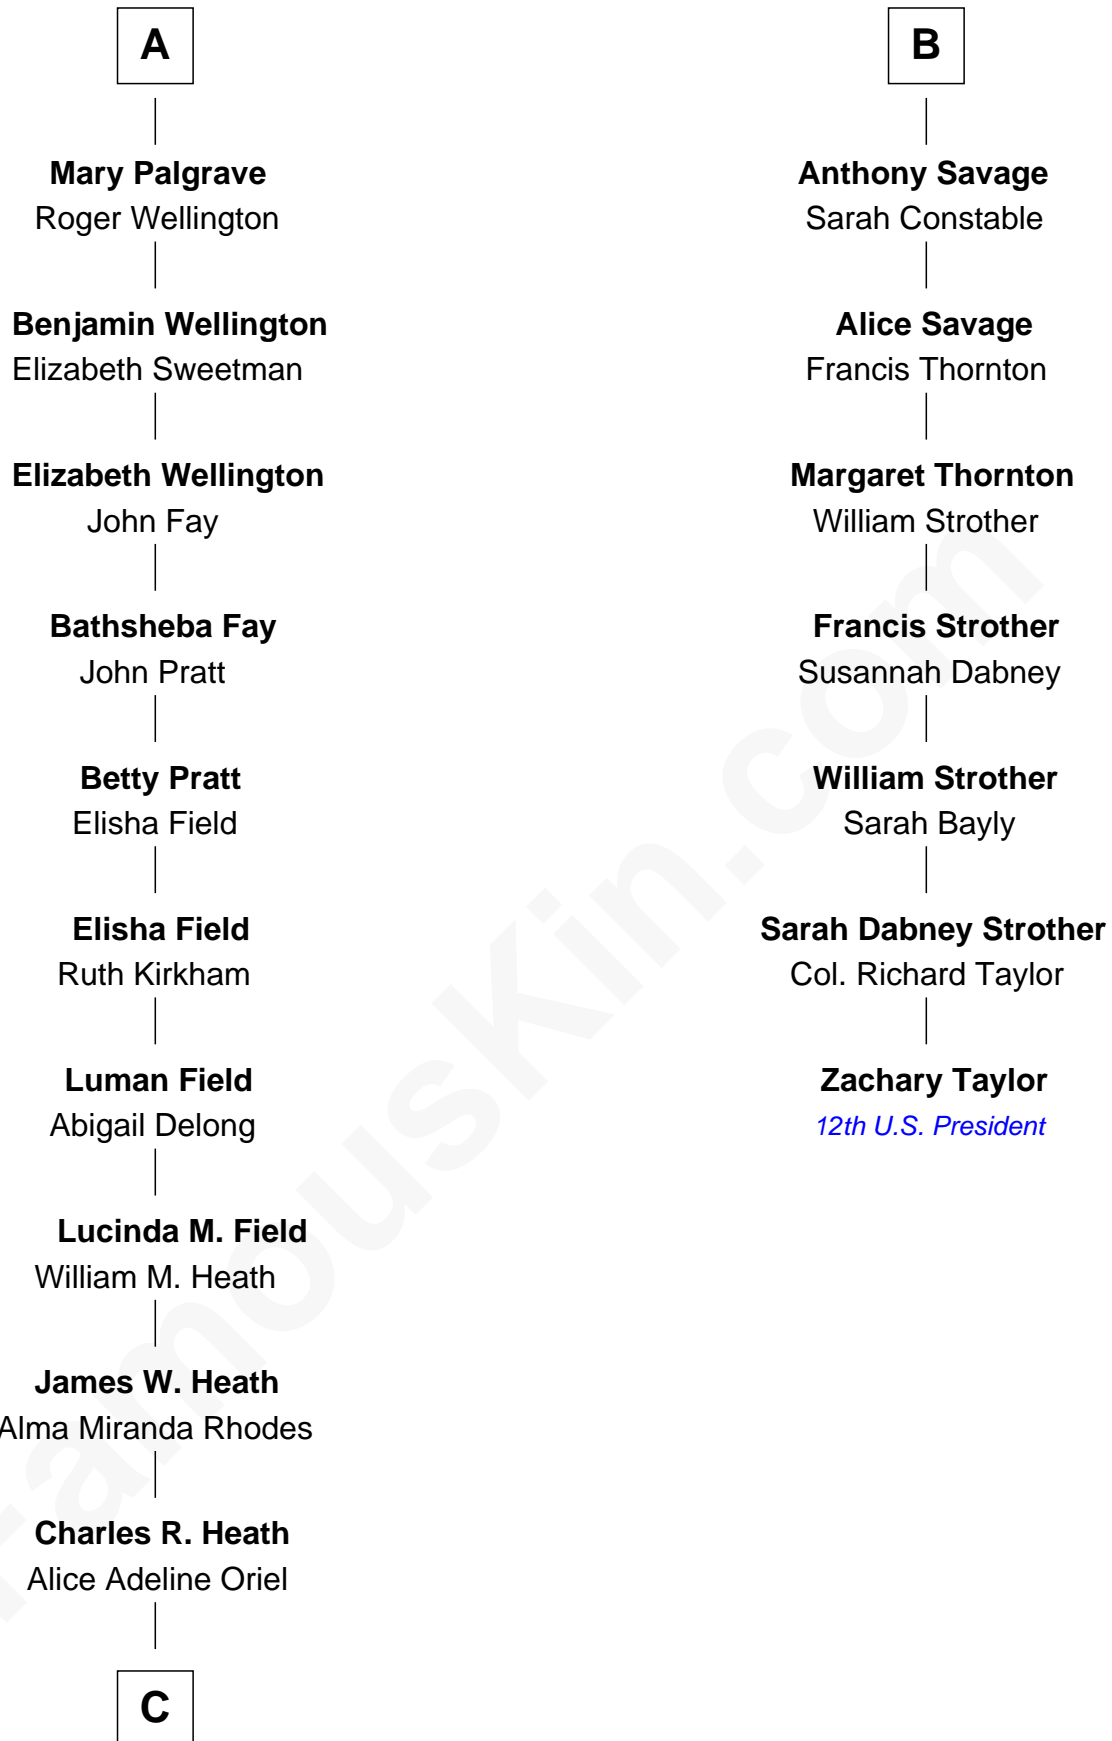 A
Mary Palgrave
Roger Wellington
Benjamin Wellington
Elizabeth Sweetman
Elizabeth Wellington
John Fay
Bathsheba Fay
John Pratt
Betty Pratt
Elisha Field
Elisha Field
Ruth Kirkham
Luman Field
Abigail Delong
Lucinda M. Field
William M. Heath
James W. Heath
Alma Miranda Rhodes
Charles R. Heath
Alice Adeline Oriel
C
B
Anthony Savage
Sarah Constable
Alice Savage
Francis Thornton
Margaret Thornton
William Strother
Francis Strother
Susannah Dabney
William Strother
Sarah Bayly
Sarah Dabney Strother
Col. Richard Taylor
Zachary Taylor
12th U.S. President
FamousKin.com